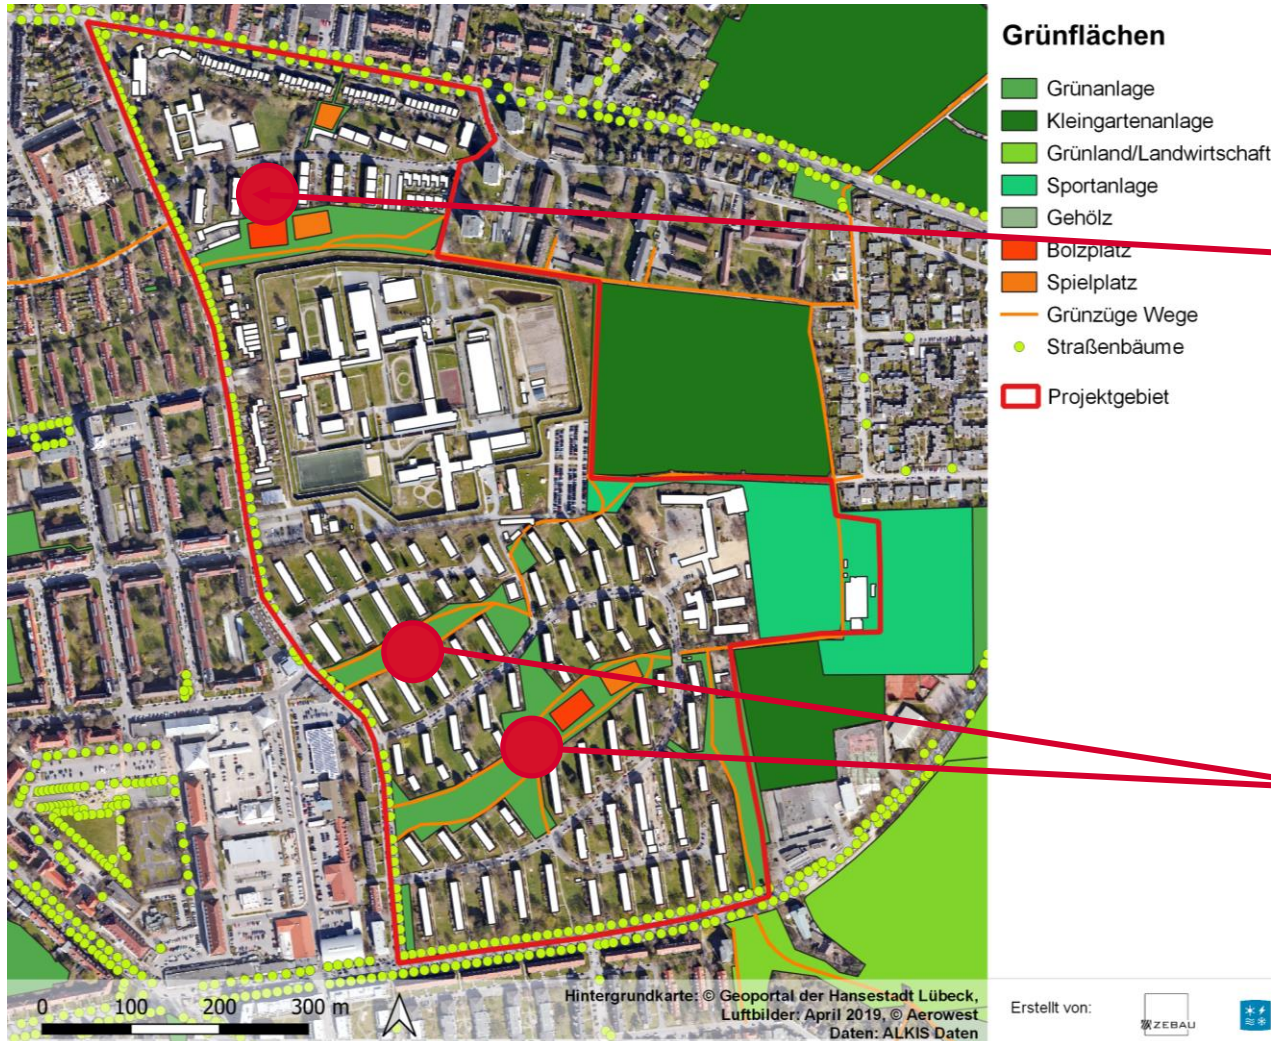 Grünflächen
Grünanlage
Kleingartenanlage
Grünland/Landwirtschaft
Sportanlage
Gehölz
Bolzplatz
Spielplatz
Grünzüge Wege
Straßenbäume
Projektgebiet
0 100 200 300 m
Hintergrundkarte: © Geoportal der Hansestadt Lübeck,
Luftbilder: April 2019, © Aerowest
Daten: ALKIS Daten
Erstellt von:
ZEBAU